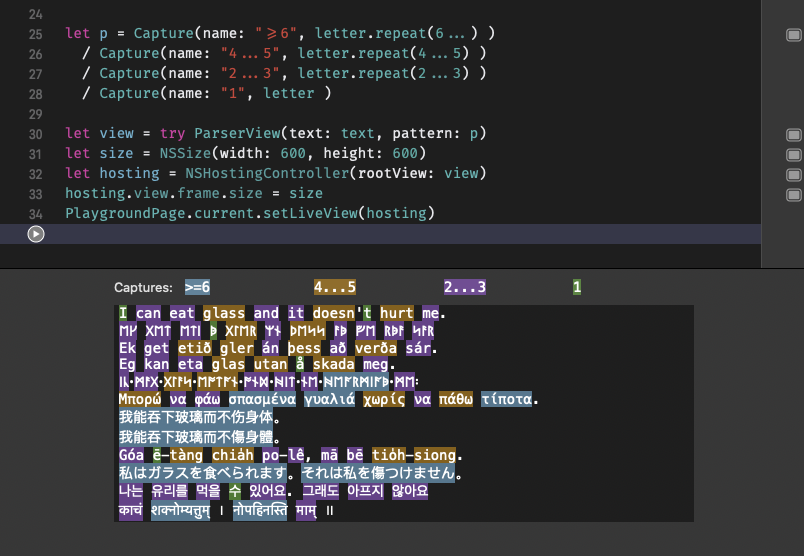 24
25 let p = Capture(name: "≥6", letter.repeat(6...) )
26 / Capture(name: "4...5", letter.repeat(4...5) )
27 / Capture(name: "2...3", letter.repeat(2...3) )
28 / Capture(name: "1", letter )
29
30 let view = try ParserView(text: text, pattern: p)
31 let size = NSSize(width: 600, height: 600)
32 let hosting = NSHostingController(rootView: view)
33 hosting.view.frame.size = size
34 PlaygroundPage.current.setLiveView(hosting)
Captures: >=6 4...5 2...3 1
I can eat glass and it doesn't hurt me.
ᛖᚴ ᚷᛖᛏ ᛖᛏᛁ ᚧ ᚷᛚᛖᚱ ᛘᚾ ᚦᛖᛋᛋ ᚨᚧ ᚡᛖ ᚱᚧᚨ ᛋᚨᚱ
Ek get etið gler án þess að verða sár.
Eg kan eta glas utan å skada meg.
ᛁᚳ᛫ᛗᚨᚷ᛫ᚷᛚᚨᛋ᛫ᛖᚩᛏᚪᚾ᛫ᚩᚾᛞ᛫ᚻᛁᛏ᛫ᚾᛖ᛫ᚻᛖᚪᚱᛗᛁᚪᚧ᛫ᛗᛖ᛬
Μπορώ να φάω σπασμένα γυαλιά χωρίς να πάθω τίποτα.
我能吞下玻璃而不伤身体。
我能吞下玻璃而不傷身體。
Góa ē-tàng chia̍h po-lê, mā bē tio̍h-siong.
私はガラスを食べられます。それは私を傷つけません。
나는 유리를 먹을 수 있어요. 그래도 아프지 않아요
काचं शक्नोम्यत्तुम् । नोपहिनस्ति माम् ॥